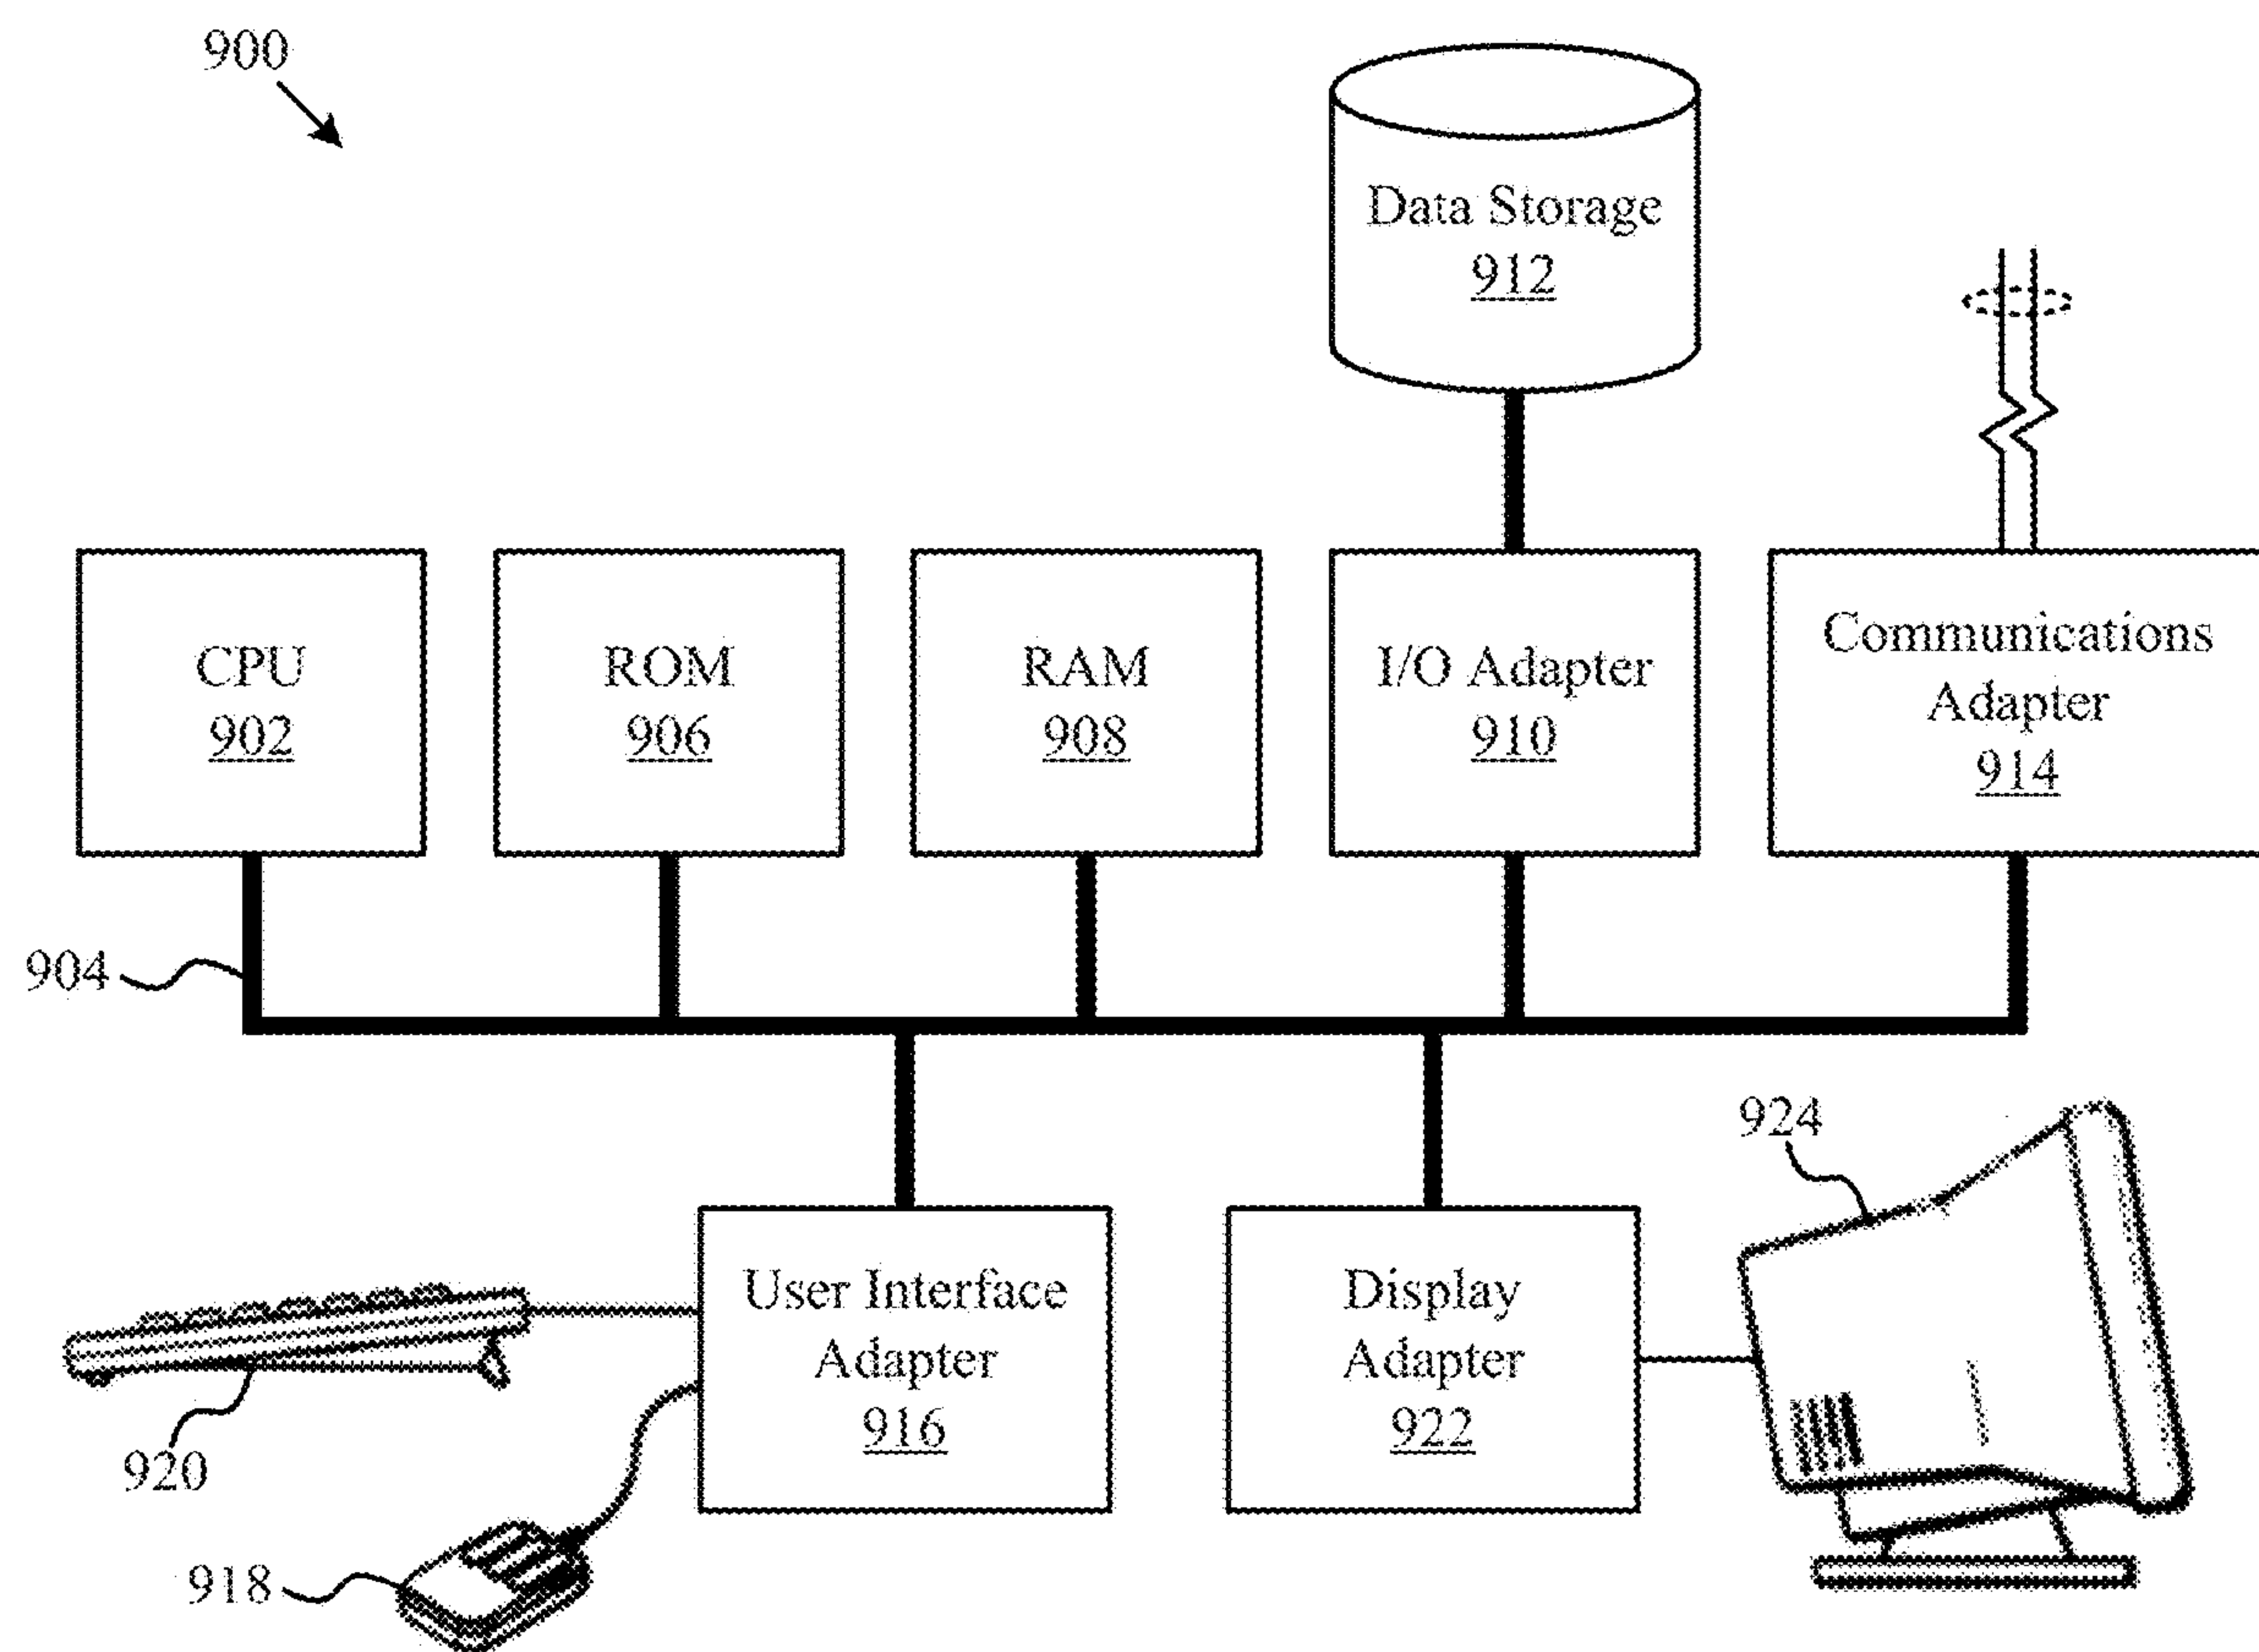 900
Data Storage
912
CPU
902
ROM
906
RAM
908
I/O Adapter
910
Communications
Adapter
914
904
924
User Interface
Adapter
916
Display
Adapter
922
920
918